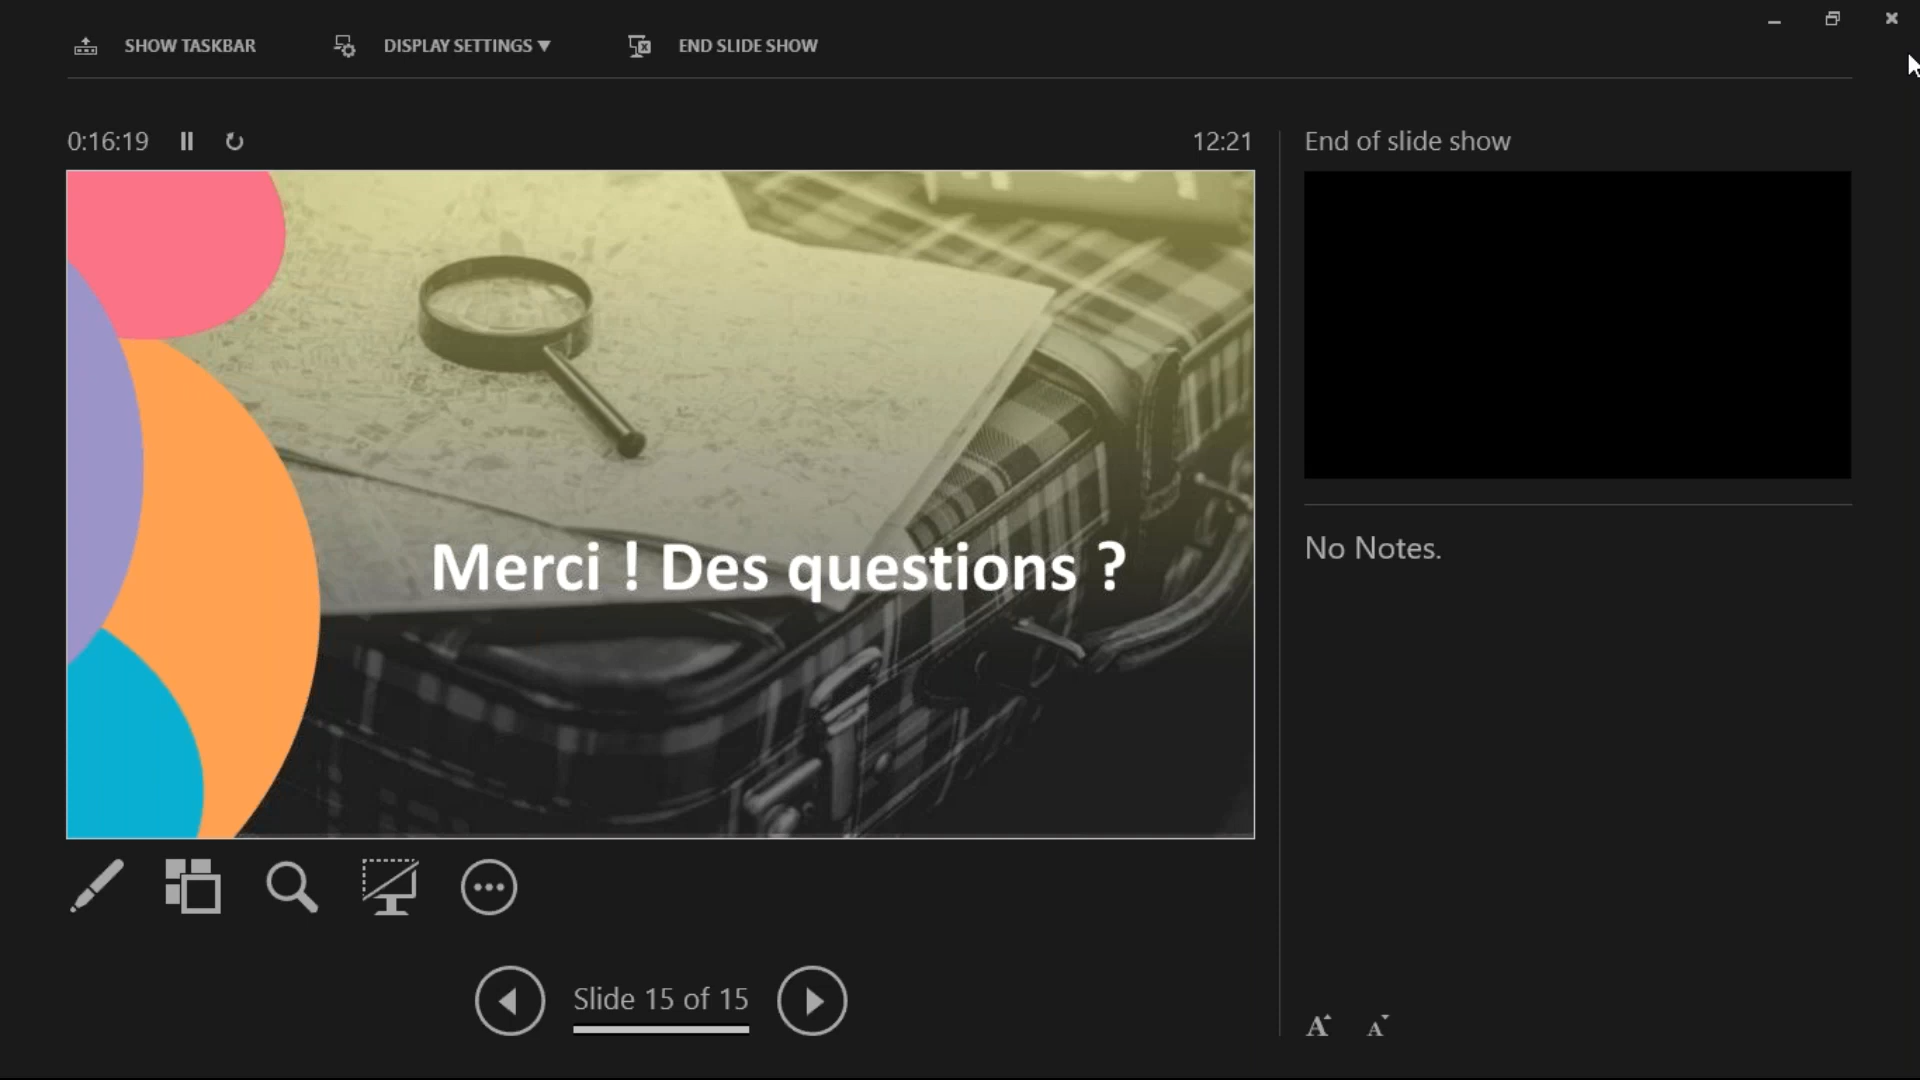 SHOW TASKBAR
DISPLAY SETTINGS ▼
END SLIDE SHOW
0:16:19
12:21
End of slide show
Merci ! Des questions ?
No Notes.
Slide 15 of 15
A A